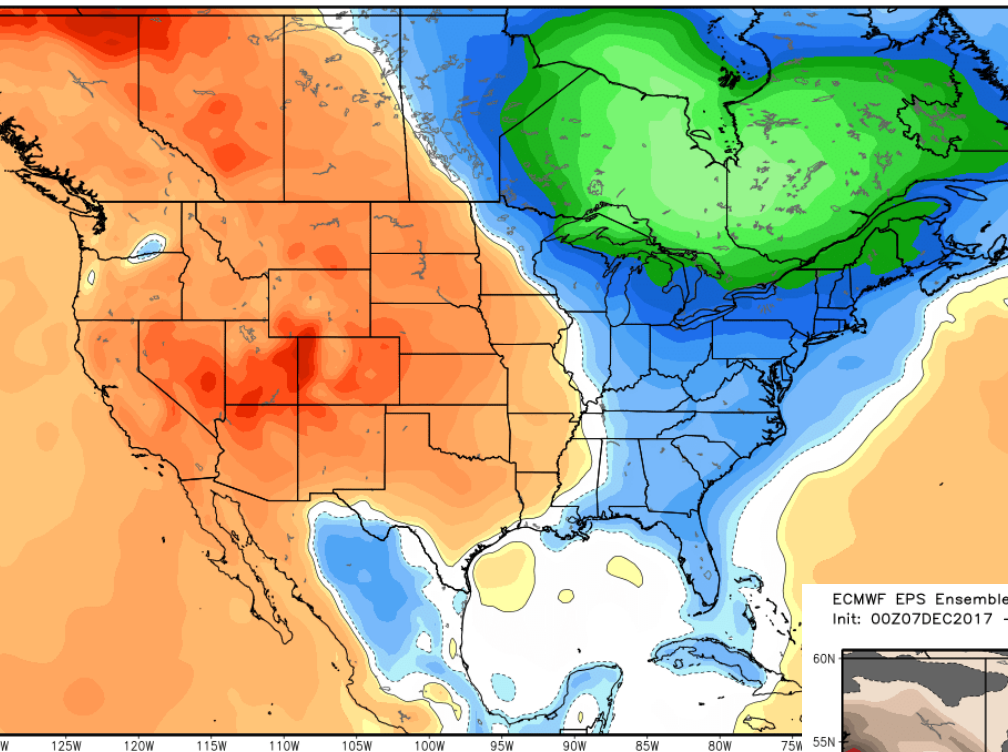 ECMWF EPS Ensemble
Init: 00Z07DEC2017 -
60N
55N
W 125W 120W 115W 110W 105W 100W 95W 90W 85W 80W 75W